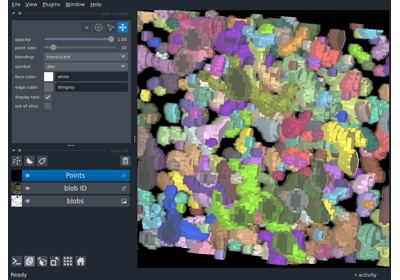 File View Plugins Window Help
opacity: 1.00
point size: 10
blending: translucent
symbol: disc
face color: white
edge color: dimgrey
display text:
out of slice:
Points
blob ID
blobs
Ready
activity